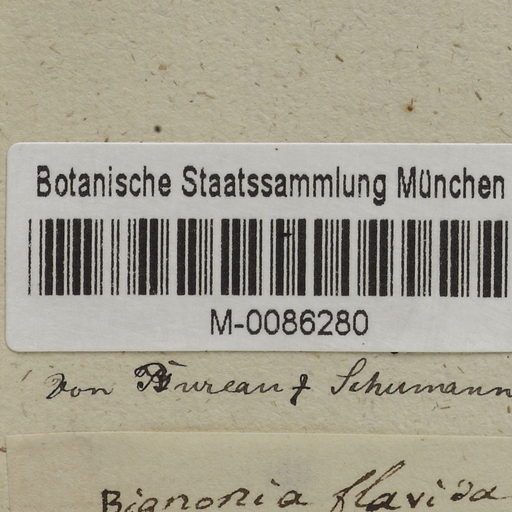 Botanische Staatssammlung München
M-0086280
von Bureau & Schumann
Bignonia flavida